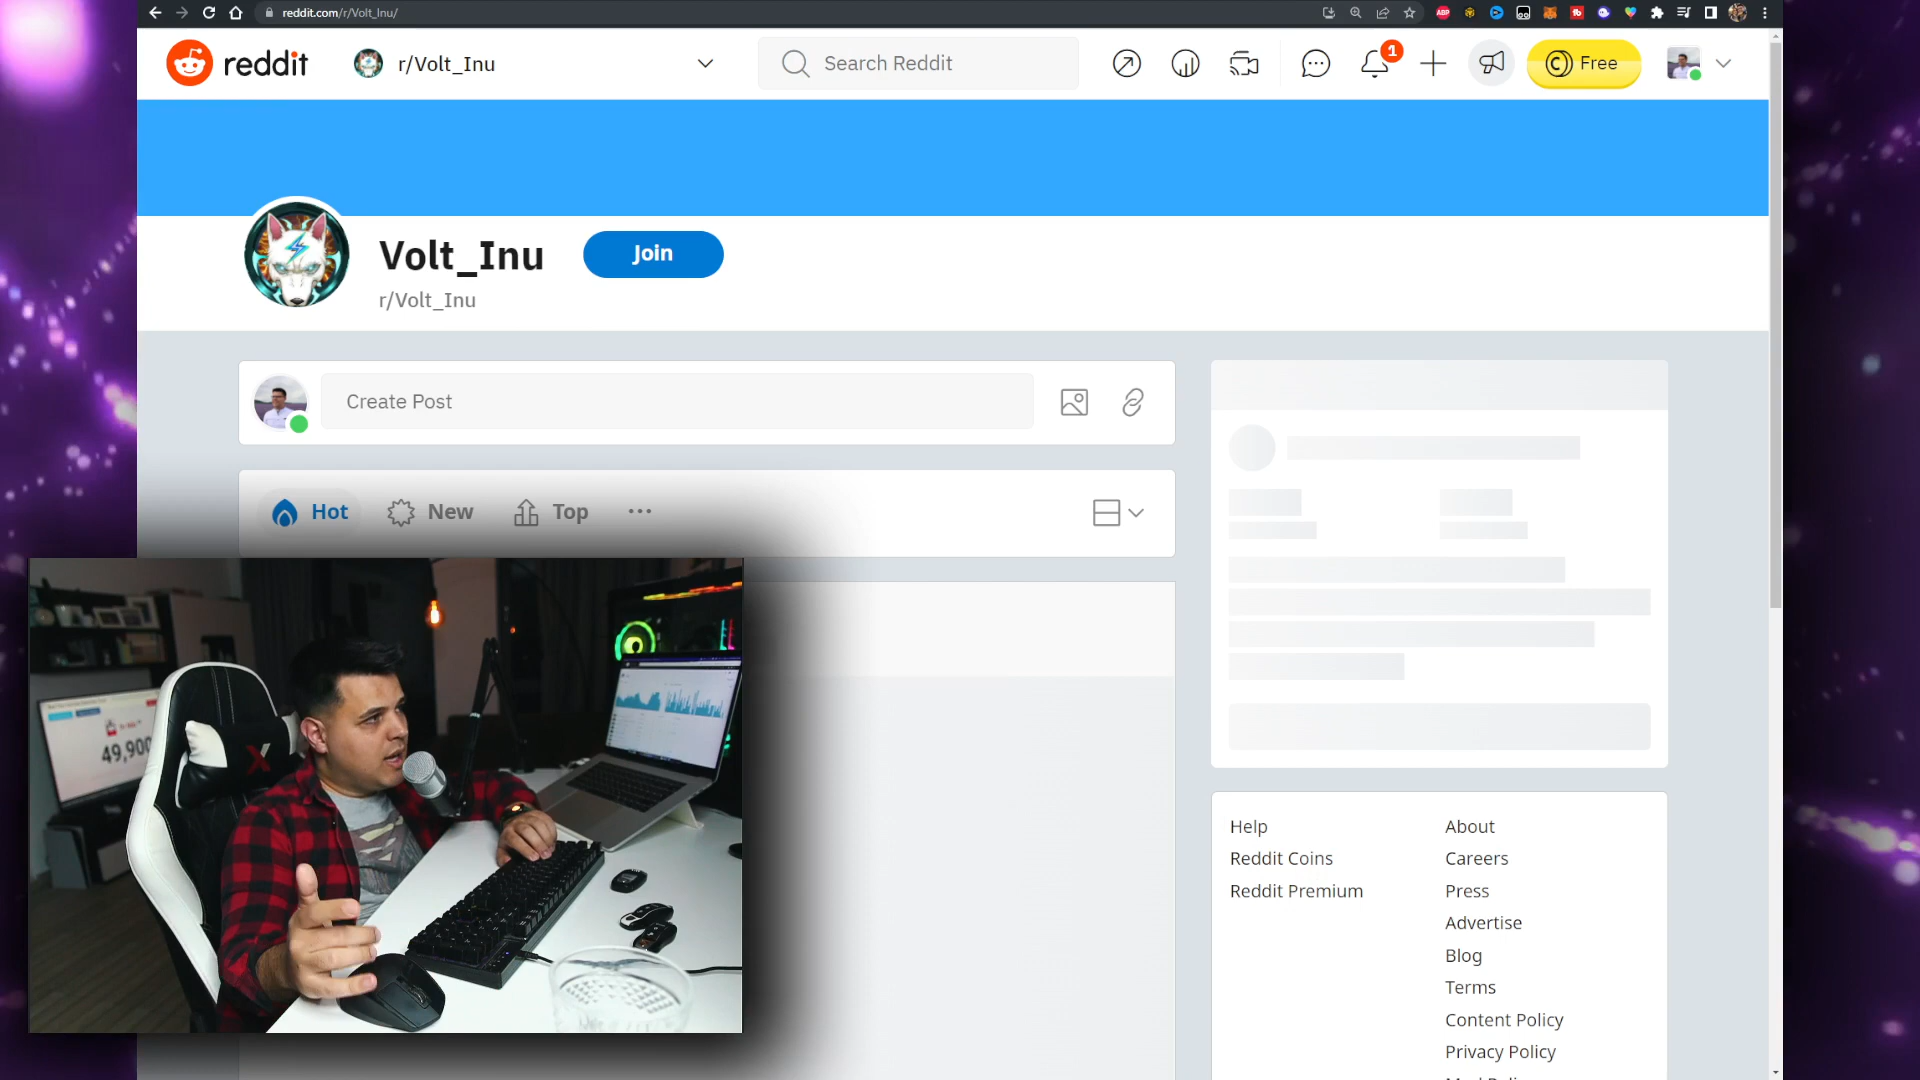 reddit.com/r/Volt_Inu/
reddit
r/Volt_Inu
Search Reddit
1
Free
Volt_Inu
Join
r/Volt_Inu
Create Post
Hot
New
Top
Help
Reddit Coins
Reddit Premium
About
Careers
Press
Advertise
Blog
Terms
Content Policy
Privacy Policy
49,900
ABP